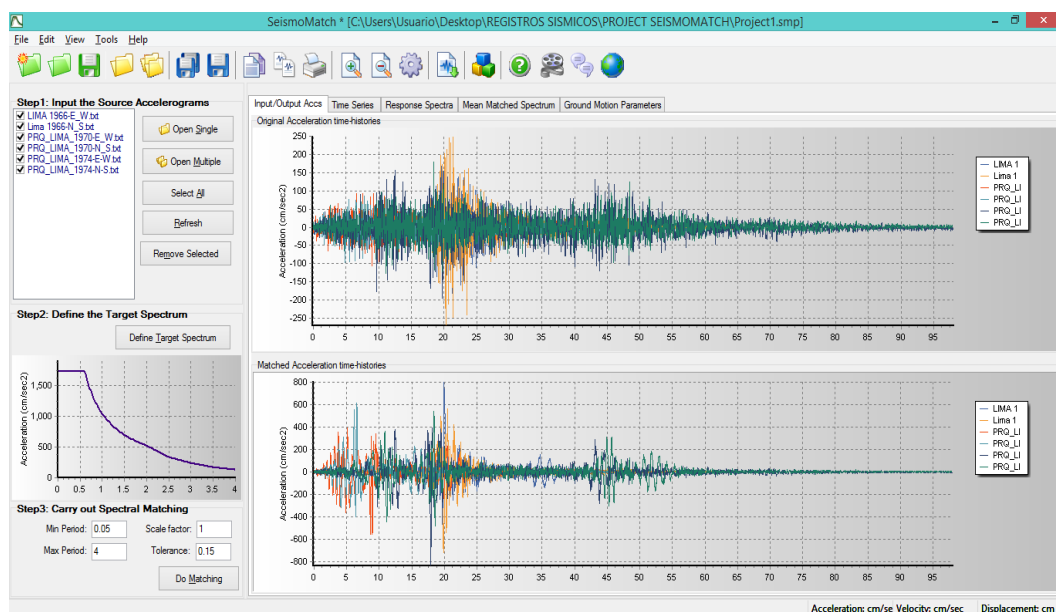 SeismoMatch * [C:\Users\Usuario\Desktop\REGISTROS SISMICOS\PROJECT SEISMOMATCH\Project1.smp]
File Edit View Tools Help
Step1: Input the Source Accelerograms
LIMA 1966-E_W.txt
Lima 1966-N_S.txt
PRQ_LIMA_1970-E_W.txt
PRQ_LIMA_1970-N_S.txt
PRQ_LIMA_1974-E-W.txt
PRQ_LIMA_1974-N-S.txt
Open Single
Open Multiple
Select All
Refresh
Remove Selected
Step2: Define the Target Spectrum
Define Target Spectrum
Acceleration (cm/sec2)
1,500
1,000
500
0
0 0.5 1 1.5 2 2.5 3 3.5 4
Step3: Carry out Spectral Matching
Min Period: 0.05 Scale factor: 1
Max Period: 4 Tolerance: 0.15
Do Matching
Input/Output Accs Time Series Response Spectra Mean Matched Spectrum Ground Motion Parameters
Original Acceleration time-histories
Acceleration (cm/sec2)
250
200
150
100
50
0
-50
-100
-150
-200
-250
0 5 10 15 20 25 30 35 40 45 50 55 60 65 70 75 80 85 90 95
LIMA 1
Lima 1
PRQ_LI
PRQ_LI
PRQ_LI
PRQ_LI
Matched Acceleration time-histories
Acceleration (cm/sec2)
800
600
400
200
0
-200
-400
-600
-800
0 5 10 15 20 25 30 35 40 45 50 55 60 65 70 75 80 85 90 95
LIMA 1
Lima 1
PRQ_LI
PRQ_LI
PRQ_LI
PRQ_LI
Acceleration: cm/se Velocity: cm/sec Displacement: cm